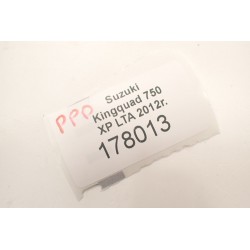 PPP
Suzuki
Kingquad 750
XP LTA 2012r.
178013